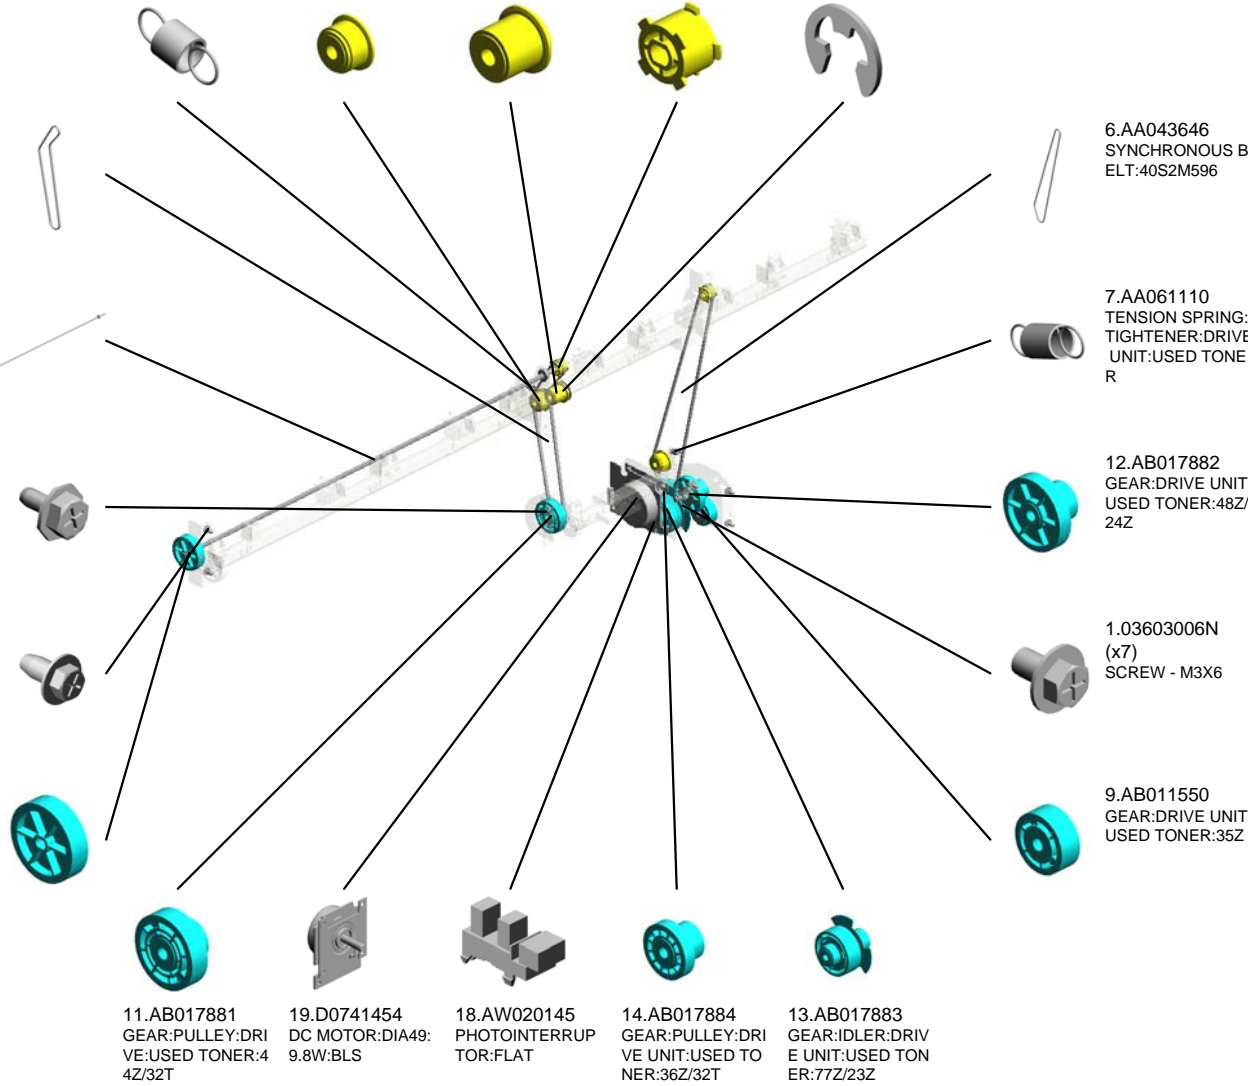 6.AA043646
SYNCHRONOUS B
ELT:40S2M596
7.AA061110
TENSION SPRING:
TIGHTENER:DRIVE
UNIT:USED TONE
R
12.AB017882
GEAR:DRIVE UNIT
USED TONER:48Z/
24Z
1.03603006N
(x7)
SCREW - M3X6
9.AB011550
GEAR:DRIVE UNIT
USED TONER:35Z
11.AB017881
GEAR:PULLEY:DRI
VE:USED TONER:4
4Z/32T
19.D0741454
DC MOTOR:DIA49:
9.8W:BLS
18.AW020145
PHOTOINTERRUP
TOR:FLAT
14.AB017884
GEAR:PULLEY:DRI
VE UNIT:USED TO
NER:36Z/32T
13.AB017883
GEAR:IDLER:DRIV
E UNIT:USED TON
ER:77Z/23Z